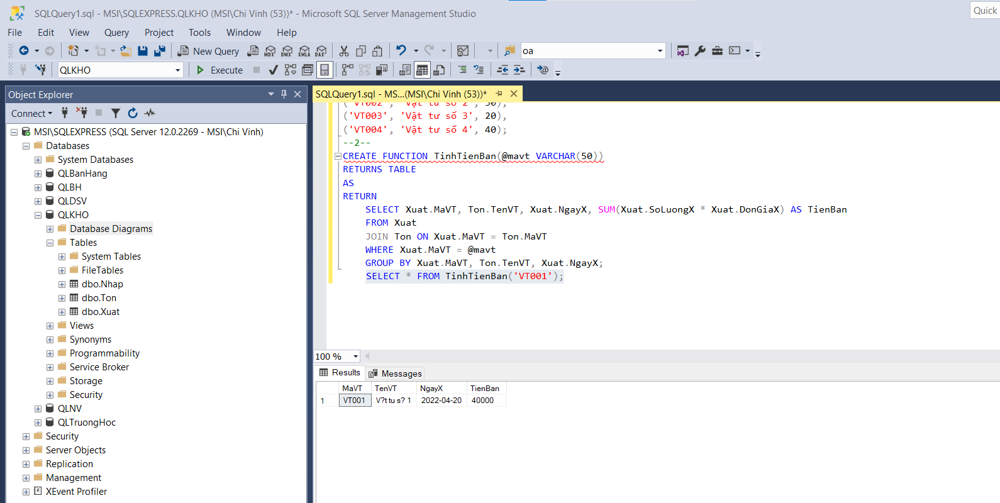 SQLQuery1.sql - MSI\SQLEXPRESS.QLKHO (MSI\Chi Vinh (53))* - Microsoft SQL Server Management Studio
Quick
File Edit View Query Project Tools Window Help
New Query MDX DMX XMLA DAX oa
QLKHO Execute
Object Explorer
Connect
MSI\SQLEXPRESS (SQL Server 12.0.2269 - MSI\Chi Vinh)
Databases
System Databases
QLBanHang
QLBH
QLDSV
QLKHO
Database Diagrams
Tables
System Tables
FileTables
dbo.Nhap
dbo.Ton
dbo.Xuat
Views
Synonyms
Programmability
Service Broker
Storage
Security
QLNV
QLTruongHoc
Security
Server Objects
Replication
Management
XEvent Profiler
SQLQuery1.sql - MS...(MSI\Chi Vinh (53))*
('VT002', 'Vật tư số 2', 30),
('VT003', 'Vật tư số 3', 20),
('VT004', 'Vật tư số 4', 40);
--2--
CREATE FUNCTION TinhTienBan(@mavt VARCHAR(50))
RETURNS TABLE
AS
RETURN
SELECT Xuat.MaVT, Ton.TenVT, Xuat.NgayX, SUM(Xuat.SoLuongX * Xuat.DonGiaX) AS TienBan
FROM Xuat
JOIN Ton ON Xuat.MaVT = Ton.MaVT
WHERE Xuat.MaVT = @mavt
GROUP BY Xuat.MaVT, Ton.TenVT, Xuat.NgayX;
SELECT * FROM TinhTienBan('VT001');
100 %
Results Messages
MaVT TenVT NgayX TienBan
1 VT001 V?t tu s? 1 2022-04-20 40000